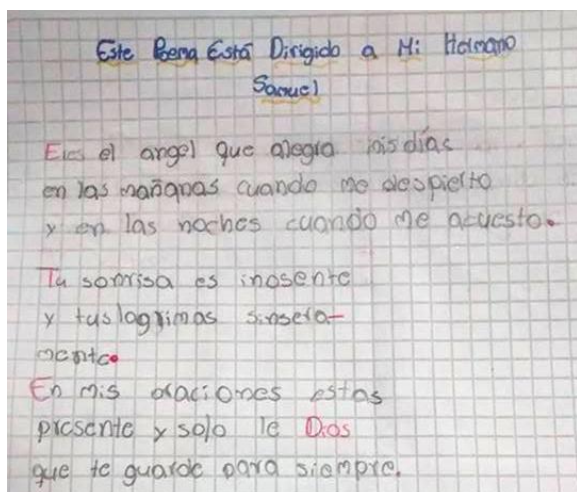 Este Poema Está Dirigido a Mi Hermano
Samuel
Eres el angel que alegra mis días
en las mañanas cuando me despierto
y en las noches cuando me acuesto.
Tu sonrisa es inosente
y tus lagrimas sinsera-
mente.
En mis oraciones estas
presente y solo le Dios
que te guarde para siempre.